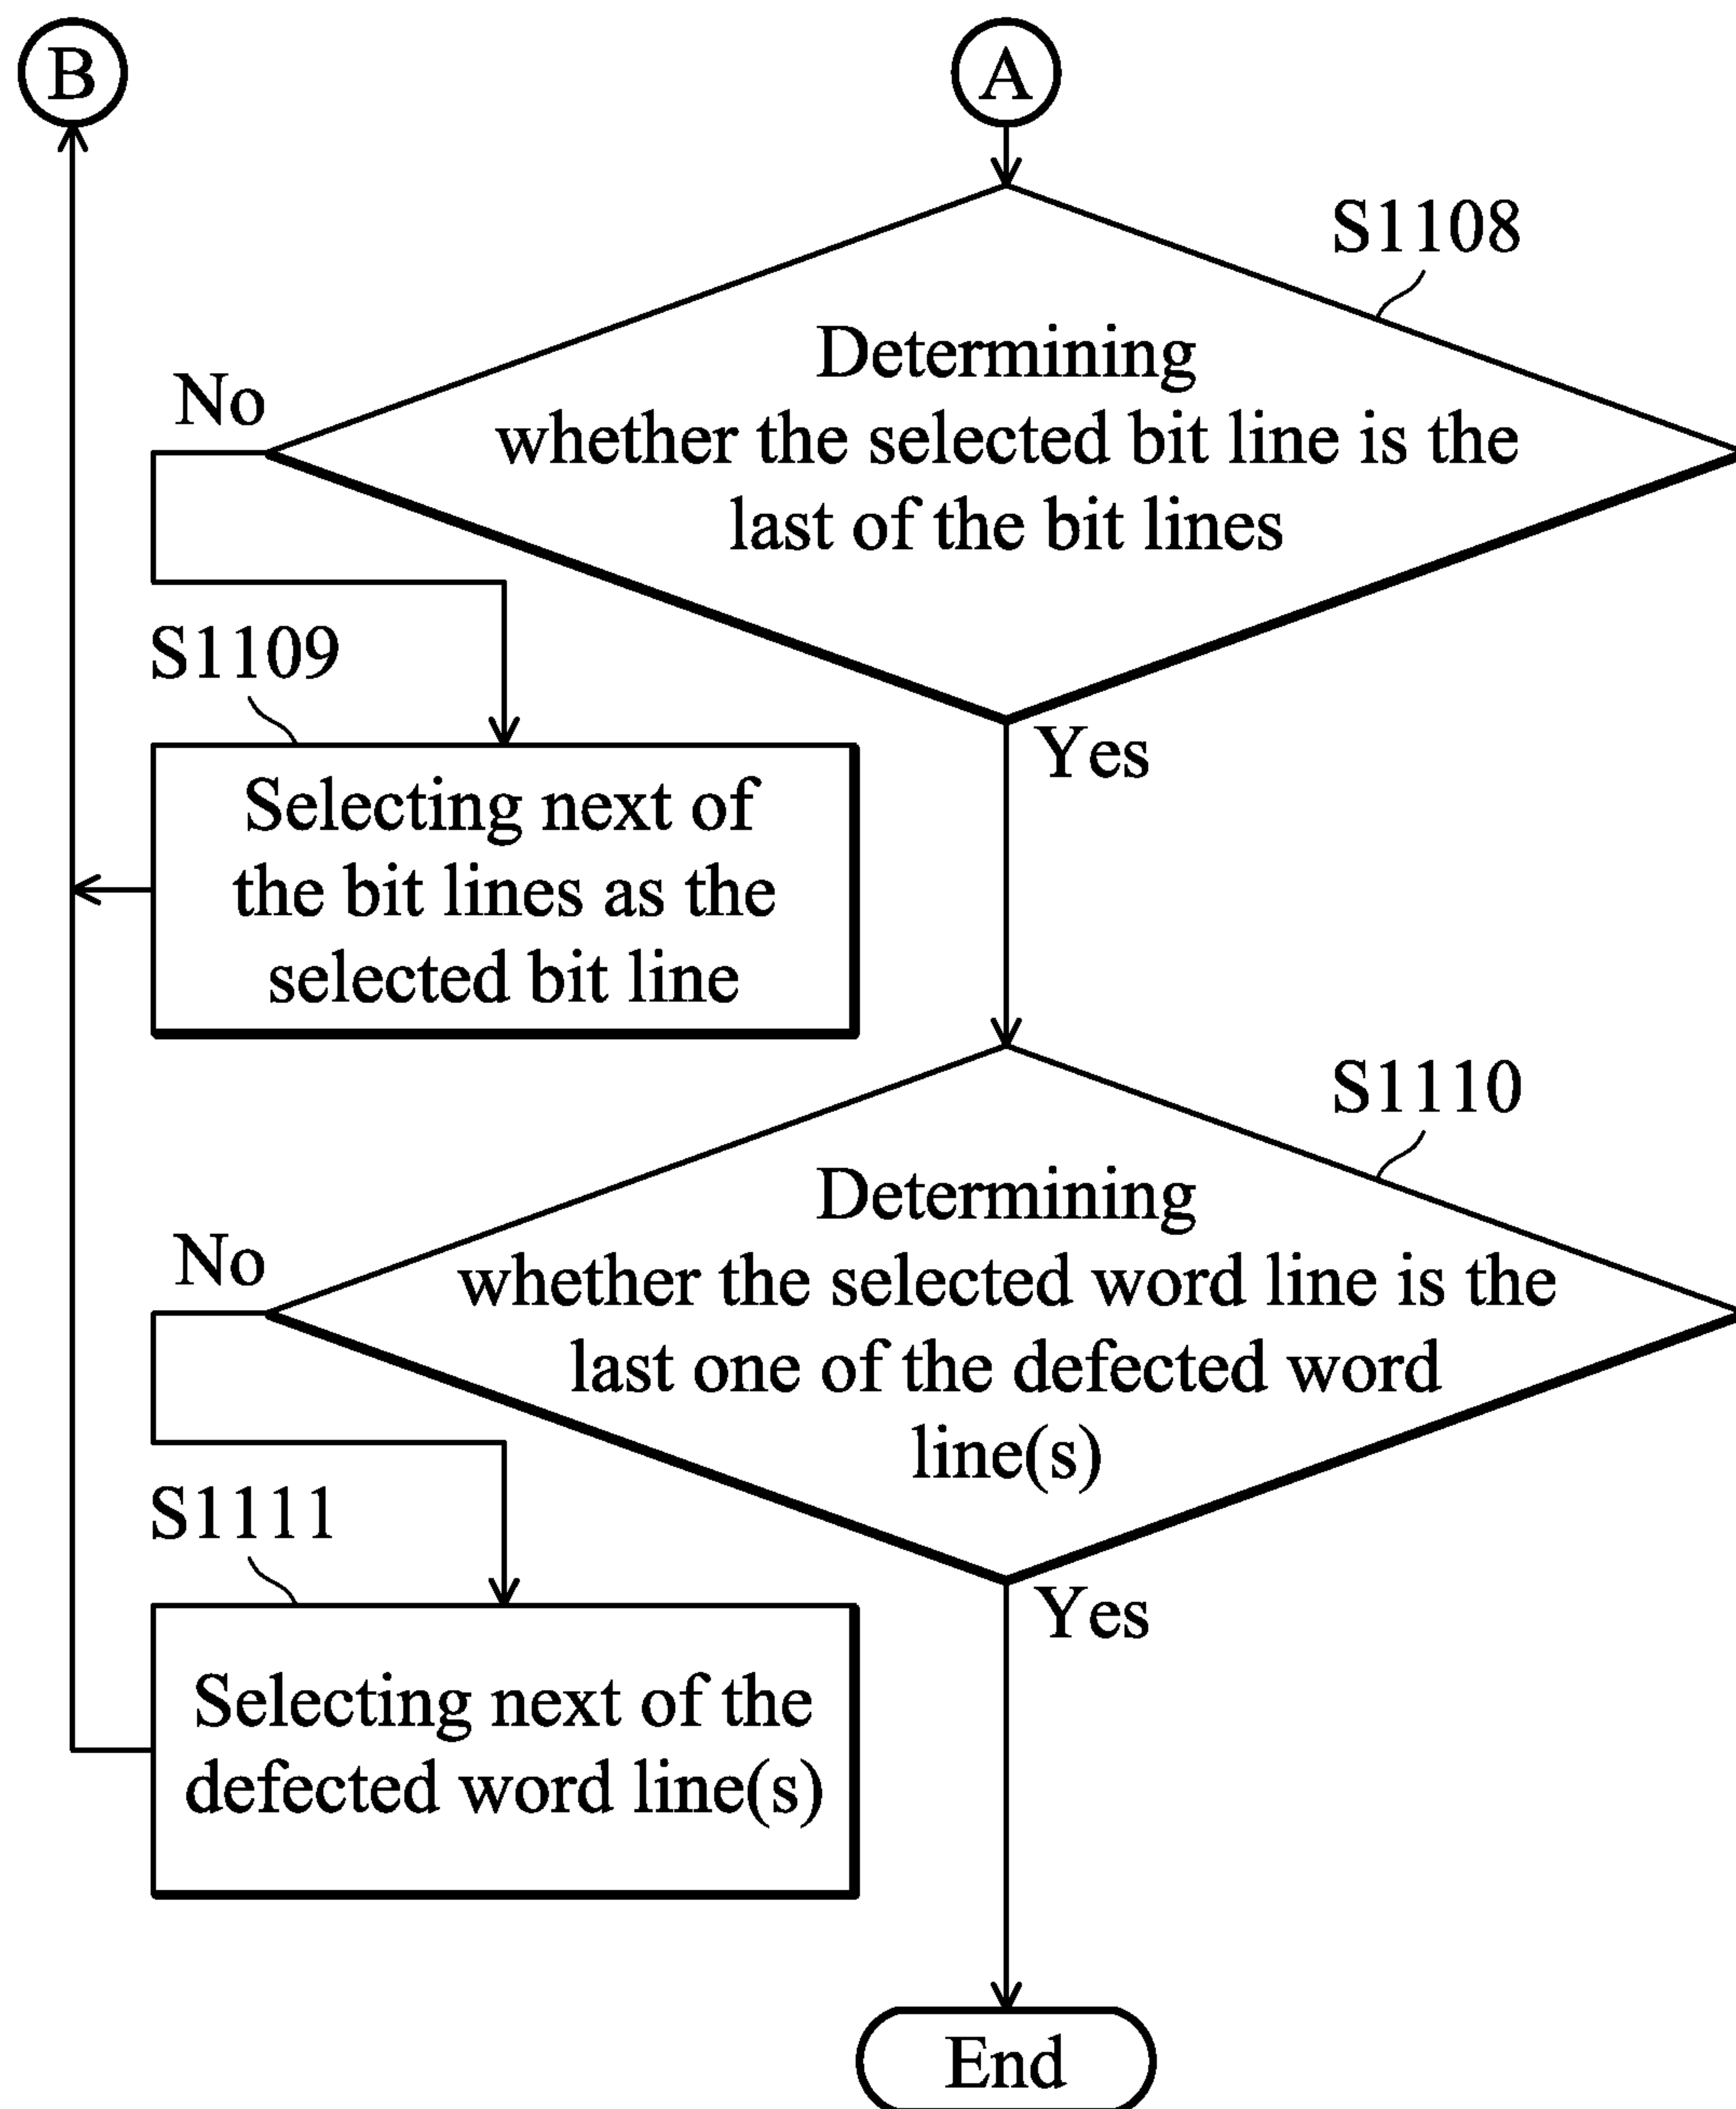 B
A
S1108
Determining
whether the selected bit line is the
last of the bit lines
No
Yes
S1109
Selecting next of
the bit lines as the
selected bit line
S1110
Determining
whether the selected word line is the
last one of the defected word
line(s)
No
Yes
S1111
Selecting next of the
defected word line(s)
End